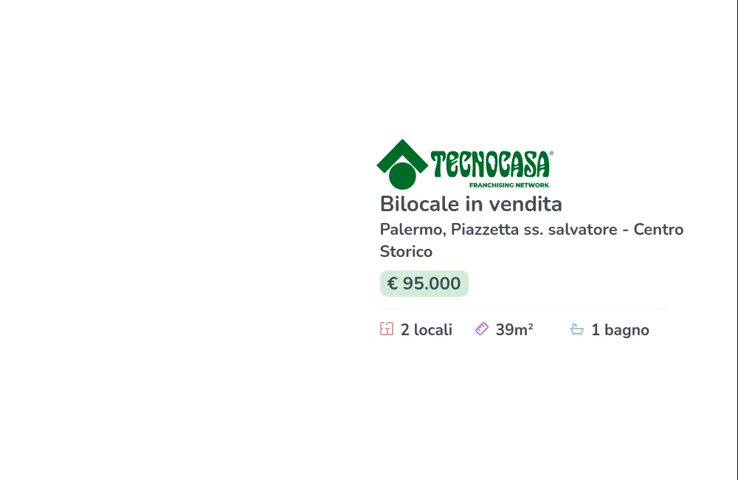 TECNOCASA®
FRANCHISING NETWORK
Bilocale in vendita
Palermo, Piazzetta ss. salvatore - Centro
Storico
€ 95.000
2 locali 39m² 1 bagno